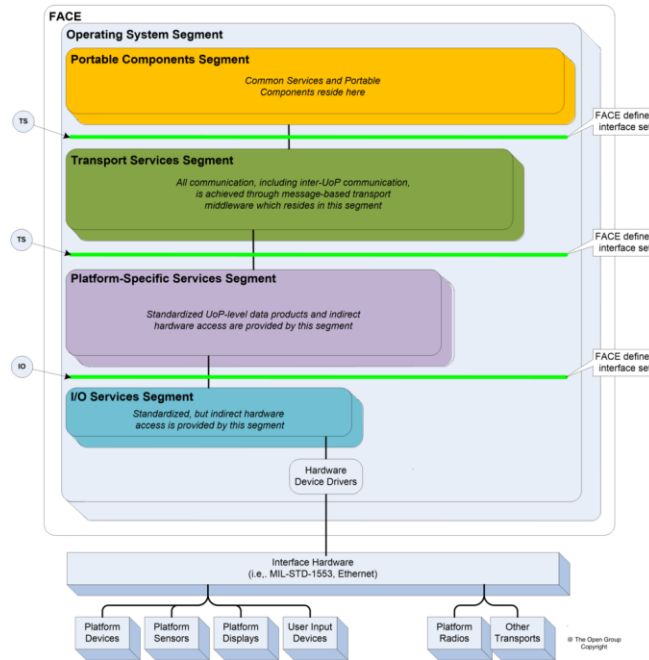 FACE
Operating System Segment
Portable Components Segment
Common Services and Portable
Components reside here
TS
FACE define
interface set
Transport Services Segment
All communication, including inter-UoP communication,
is achieved through message-based transport
middleware which resides in this segment
TS
FACE define
interface set
Platform-Specific Services Segment
Standardized UoP-level data products and indirect
hardware access are provided by this segment
IO
FACE define
interface set
I/O Services Segment
Standardized, but indirect hardware
access is provided by this segment
Hardware
Device Drivers
Interface Hardware
(i.e,. MIL-STD-1553, Ethernet)
Platform
Devices
Platform
Sensors
Platform
Displays
User Input
Devices
Platform
Radios
Other
Transports
@ The Open Group
Copyright